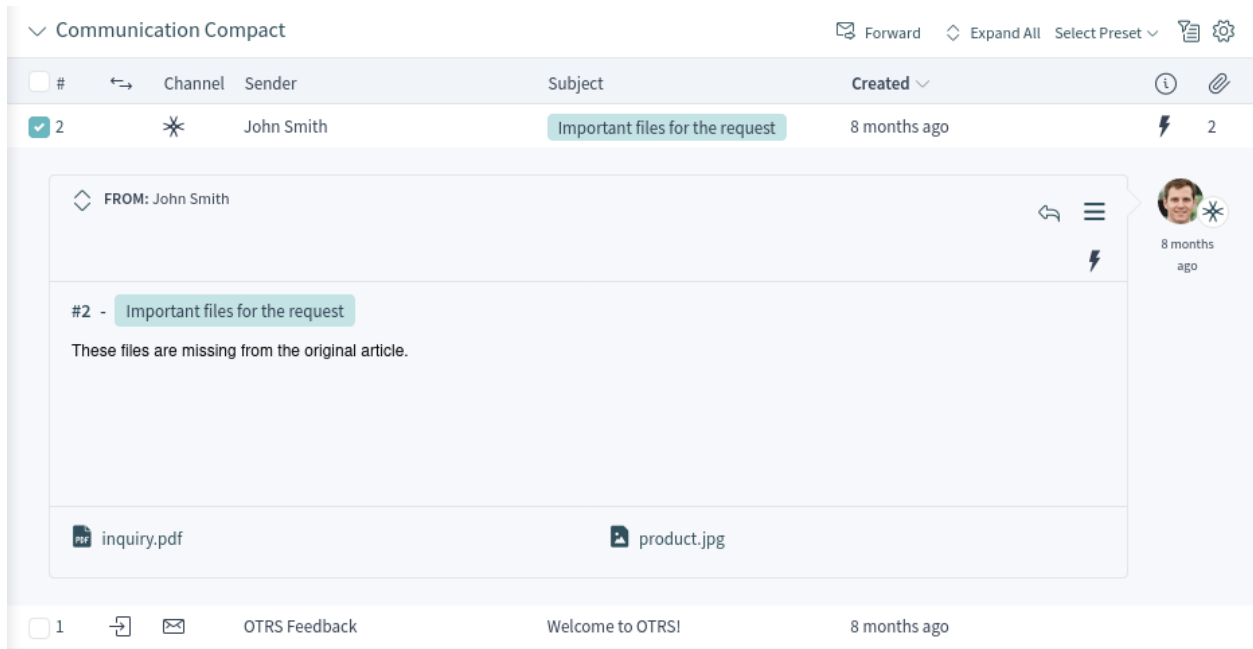 Communication Compact Forward Expand All Select Preset
# Channel Sender Subject Created
2 John Smith Important files for the request 8 months ago 2
FROM: John Smith
8 months
ago
#2 - Important files for the request
These files are missing from the original article.
PDF inquiry.pdf product.jpg
1 OTRS Feedback Welcome to OTRS! 8 months ago